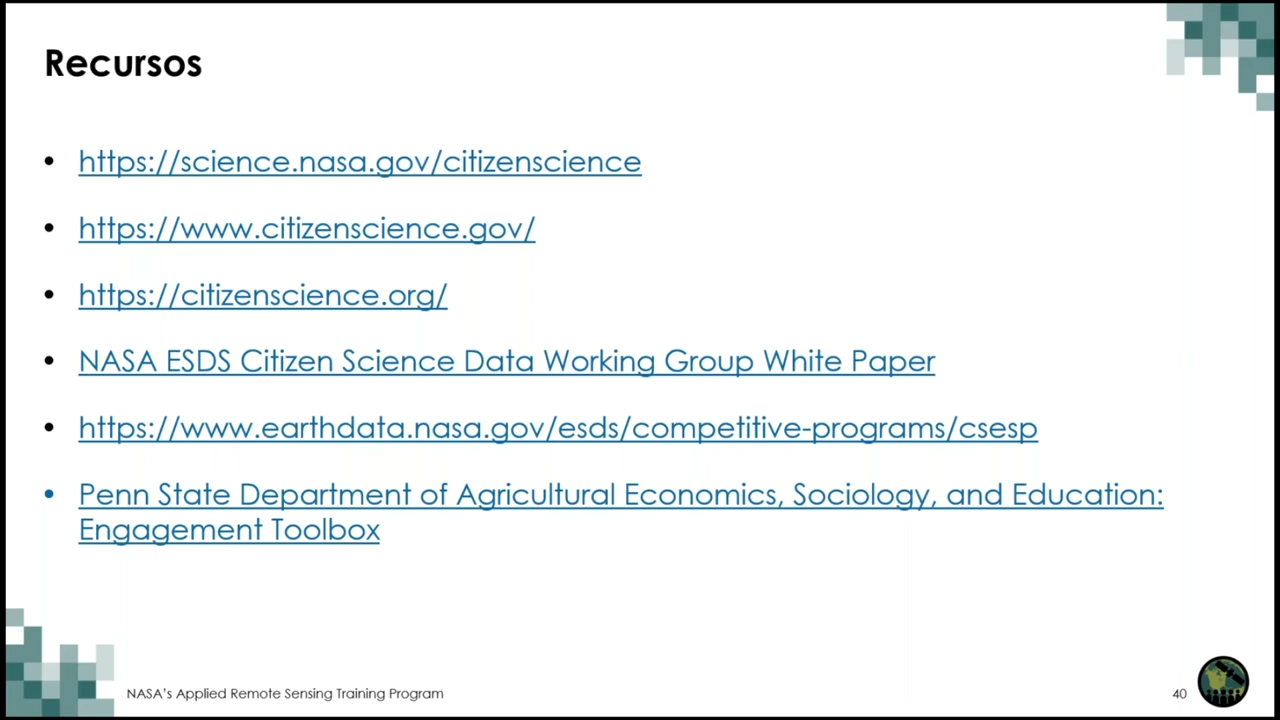 Recursos
• https://science.nasa.gov/citizenscience
• https://www.citizenscience.gov/
• https://citizenscience.org/
• NASA ESDS Citizen Science Data Working Group White Paper
• https://www.earthdata.nasa.gov/esds/competitive-programs/csesp
• Penn State Department of Agricultural Economics, Sociology, and Education:
Engagement Toolbox
NASA's Applied Remote Sensing Training Program
40